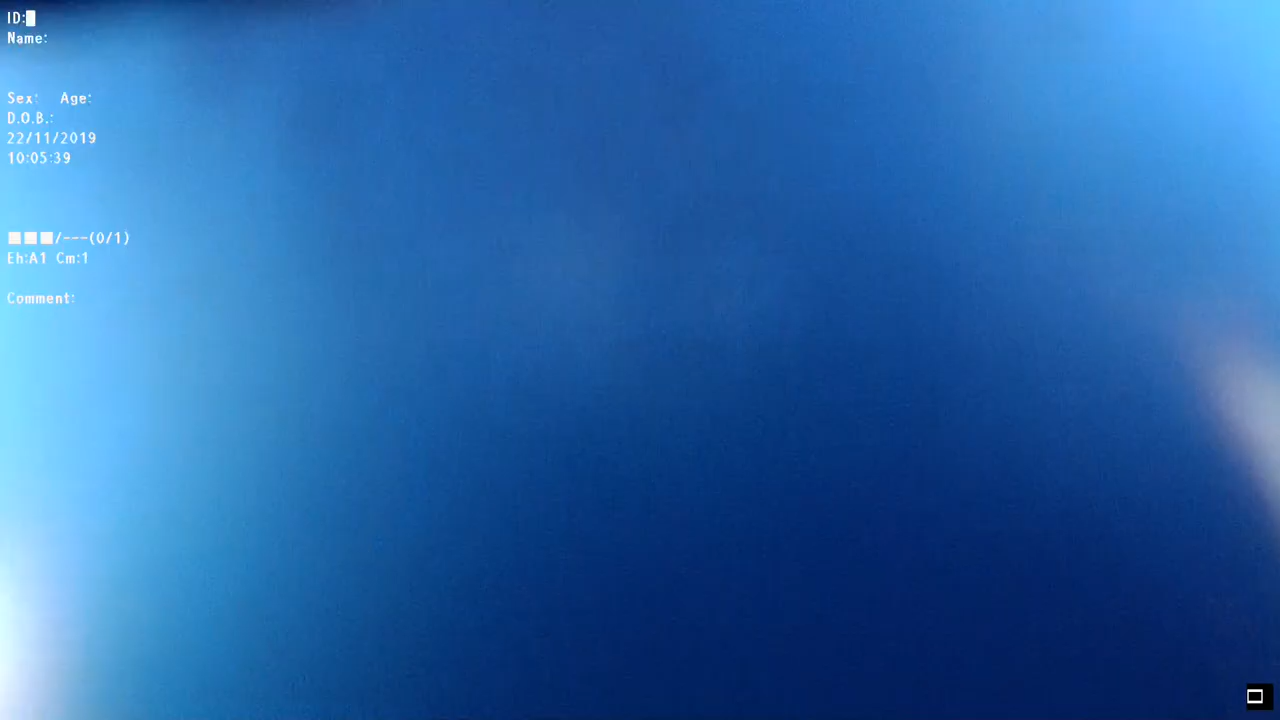 ID:
Name:
Sex: Age:
D.O.B.:
22/11/2019
10:05:39
/---(0/1)
Eh:A1 Cm:1
Comment: